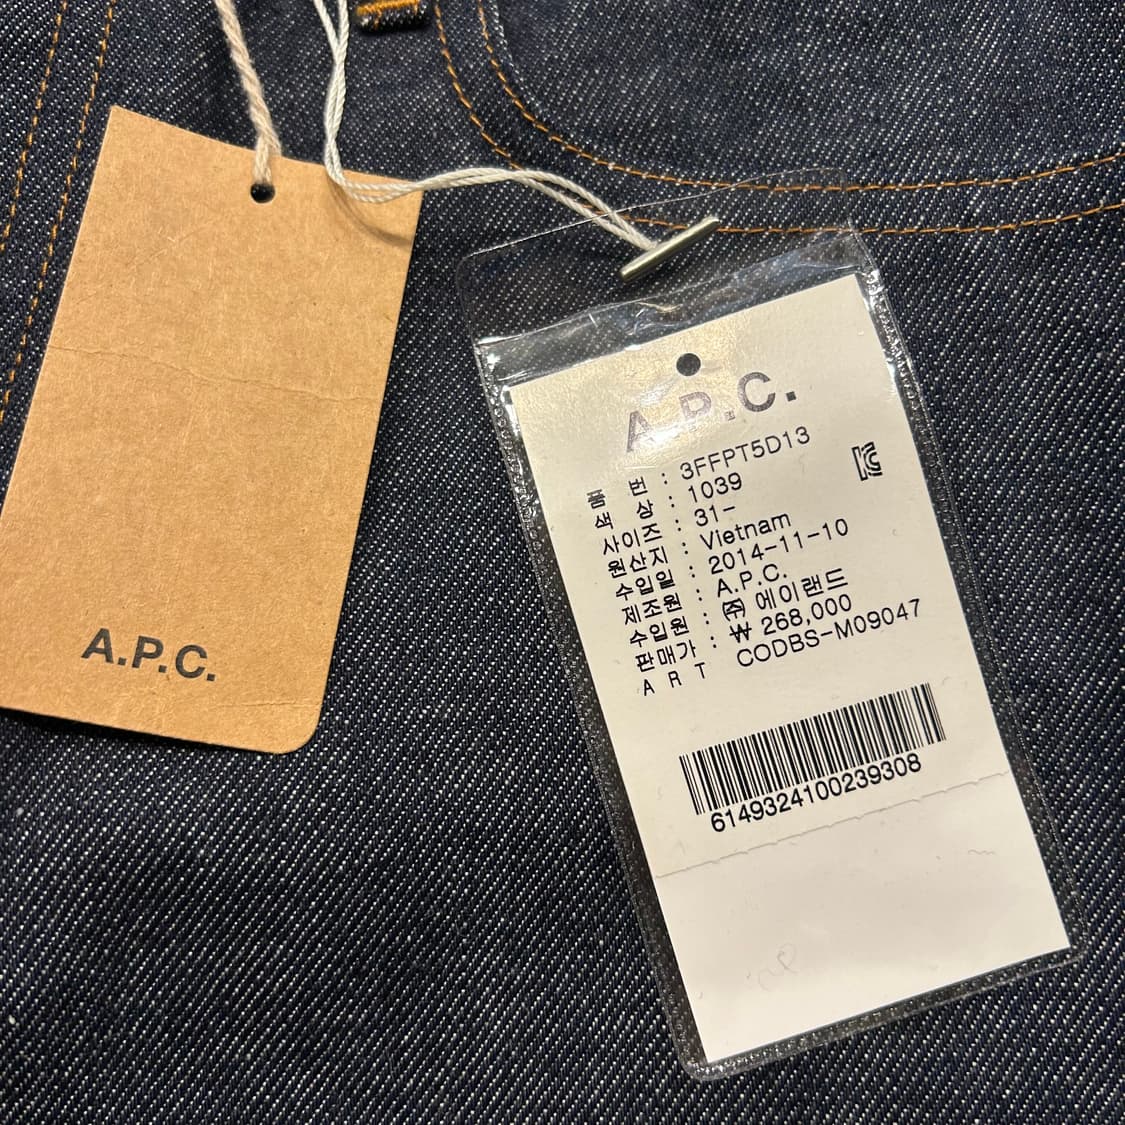 A.P.C.
A.P.C.
품 번 : 3FFPT5D13
색 상 : 1039
사이즈 : 31-
원산지 : Vietnam
수입일 : 2014-11-10
제조원 : A.P.C.
수입원 : ㈜ 에이랜드
판매가 : ₩ 268,000
A R T CODBS-M09047
6149324100239308